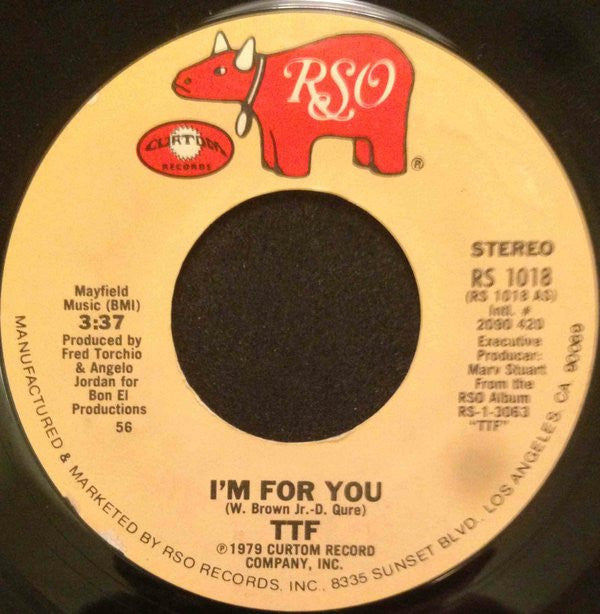 RSO
®
CURTOM
RECORDS
STEREO
RS 1018
(RS 1018 AS)
Intl. #
2090 420
Executive
Producer:
Marv Stuart
From the
RSO Album
RS-1-3063
"TTF"
Mayfield
Music (BMI)
3:37
Produced by
Fred Torchio
& Angelo
Jordan for
Bon El
Productions
56
I'M FOR YOU
(W. Brown Jr.-D. Qure)
TTF
℗ 1979 CURTOM RECORD
COMPANY, INC.
MANUFACTURED & MARKETED BY RSO RECORDS, INC., 8335 SUNSET BLVD., LOS ANGELES, CA 90069